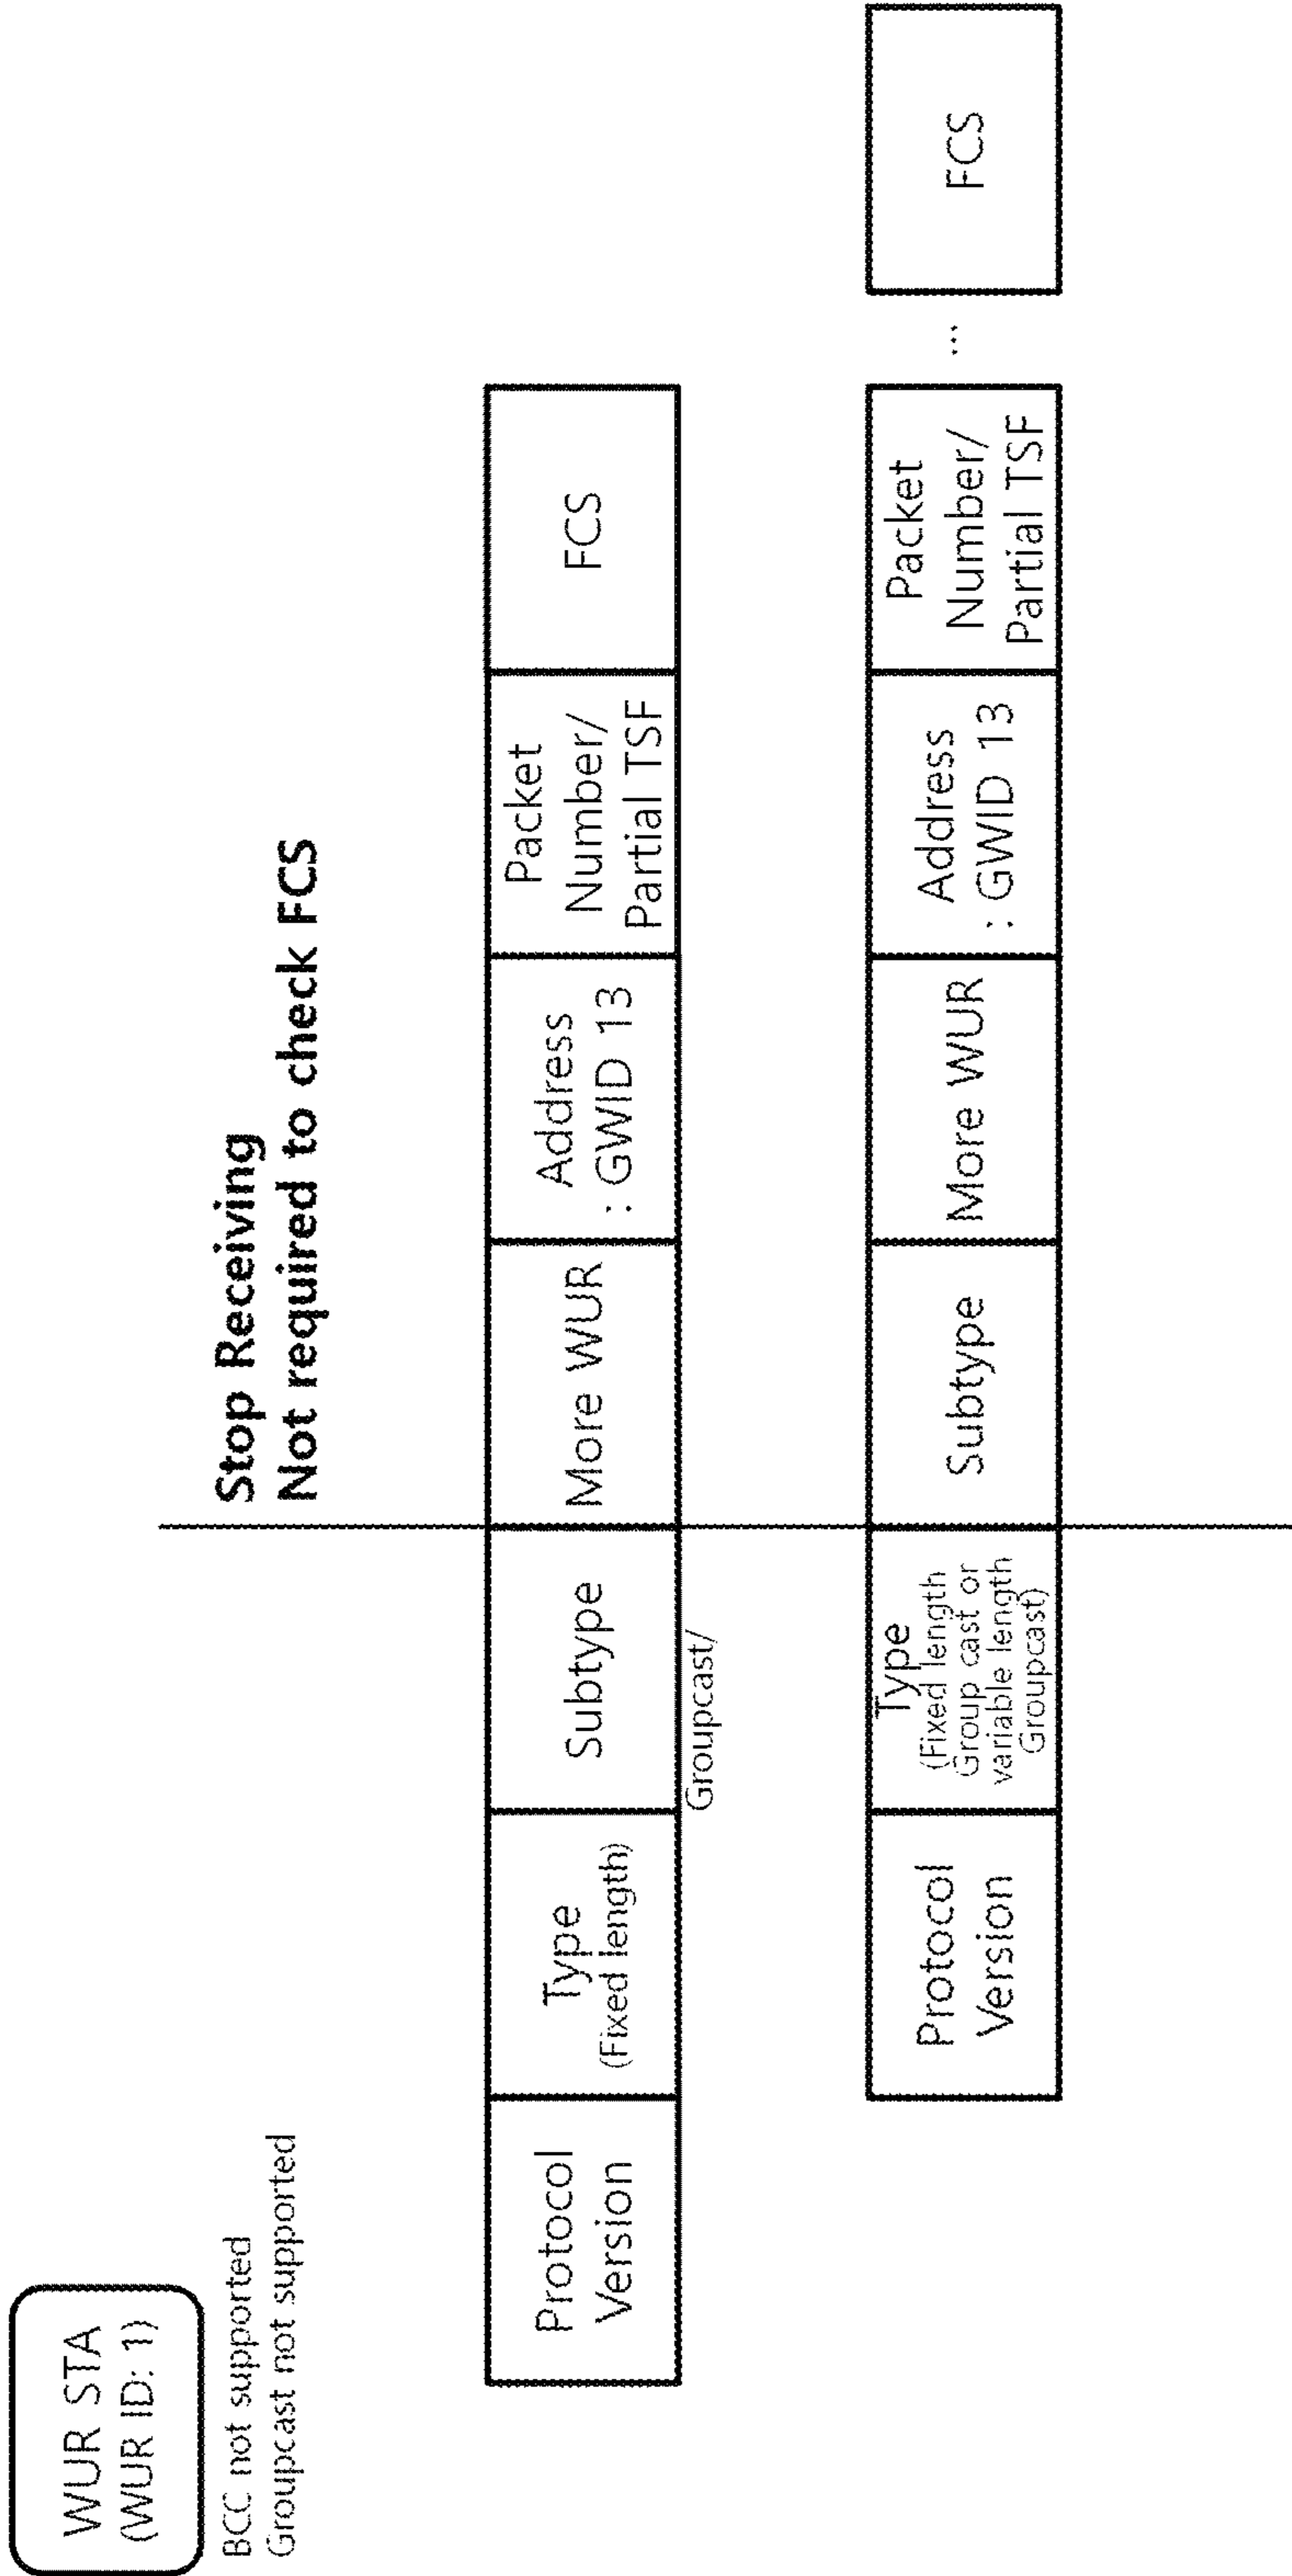 WUR STA
(WUR ID: 1)
BCC not supported
Groupcast not supported
Stop Receiving
Not required to check FCS
Protocol
Version
Type
(Fixed length)
Subtype
More WUR
Address
: GWID 13
Packet
Number/
Partial TSF
FCS
Groupcast/
Protocol
Version
Type
(Fixed length
Group cast or
variable length
Groupcast)
Subtype
More WUR
Address
: GWID 13
Packet
Number/
Partial TSF
...
FCS